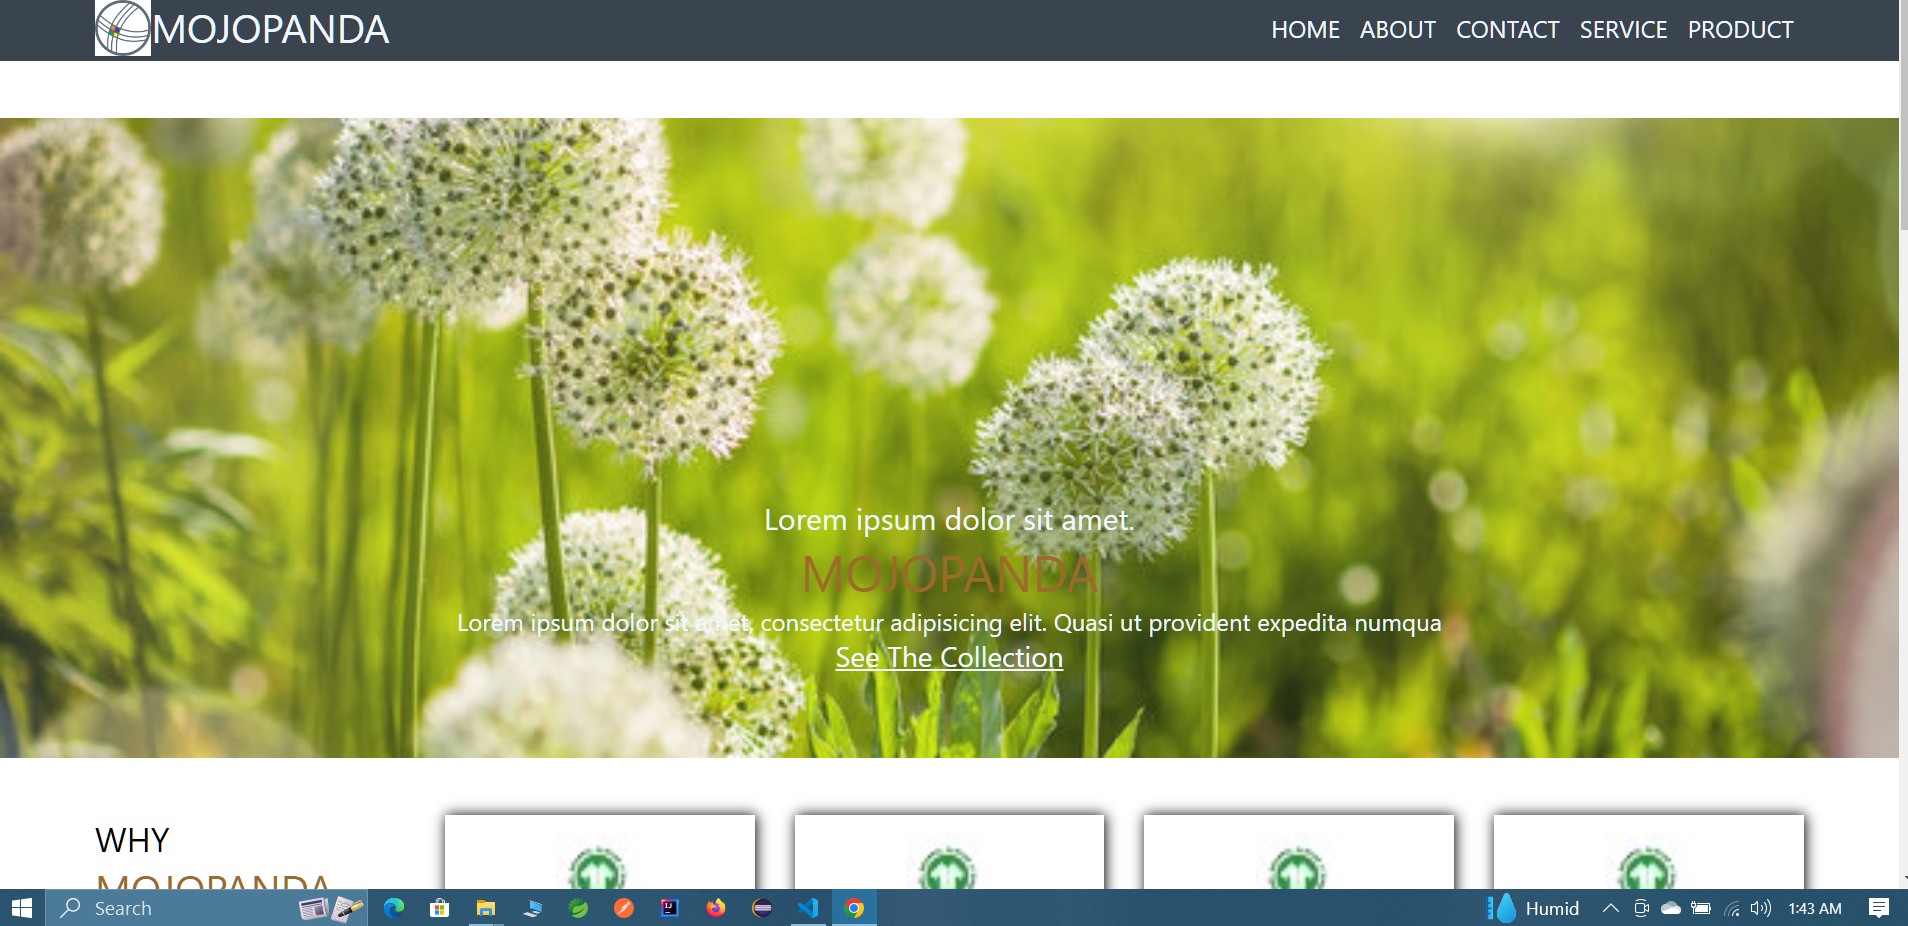 MOJOPANDA
HOME ABOUT CONTACT SERVICE PRODUCT
Lorem ipsum dolor sit amet.
MOJOPANDA
Lorem ipsum dolor sit amet, consectetur adipisicing elit. Quasi ut provident expedita numqua
See The Collection
WHY
MOJOPANDA
Search
Humid
1:43 AM